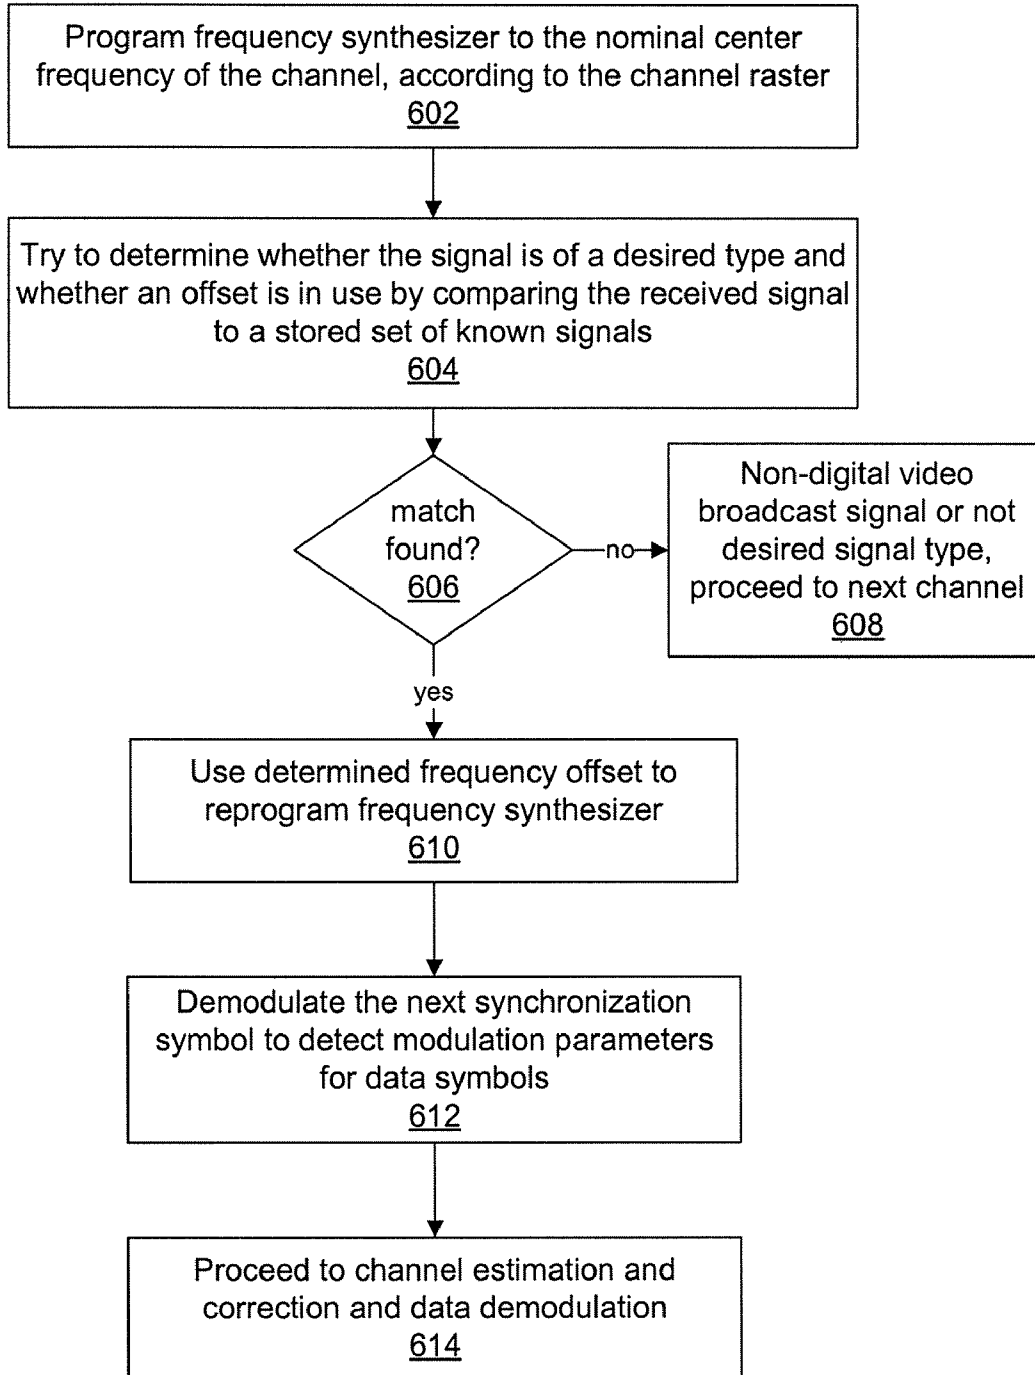 Program frequency synthesizer to the nominal center
frequency of the channel, according to the channel raster
602
Try to determine whether the signal is of a desired type and
whether an offset is in use by comparing the received signal
to a stored set of known signals
604
match
found?
606
no
Non-digital video
broadcast signal or not
desired signal type,
proceed to next channel
608
yes
Use determined frequency offset to
reprogram frequency synthesizer
610
Demodulate the next synchronization
symbol to detect modulation parameters
for data symbols
612
Proceed to channel estimation and
correction and data demodulation
614